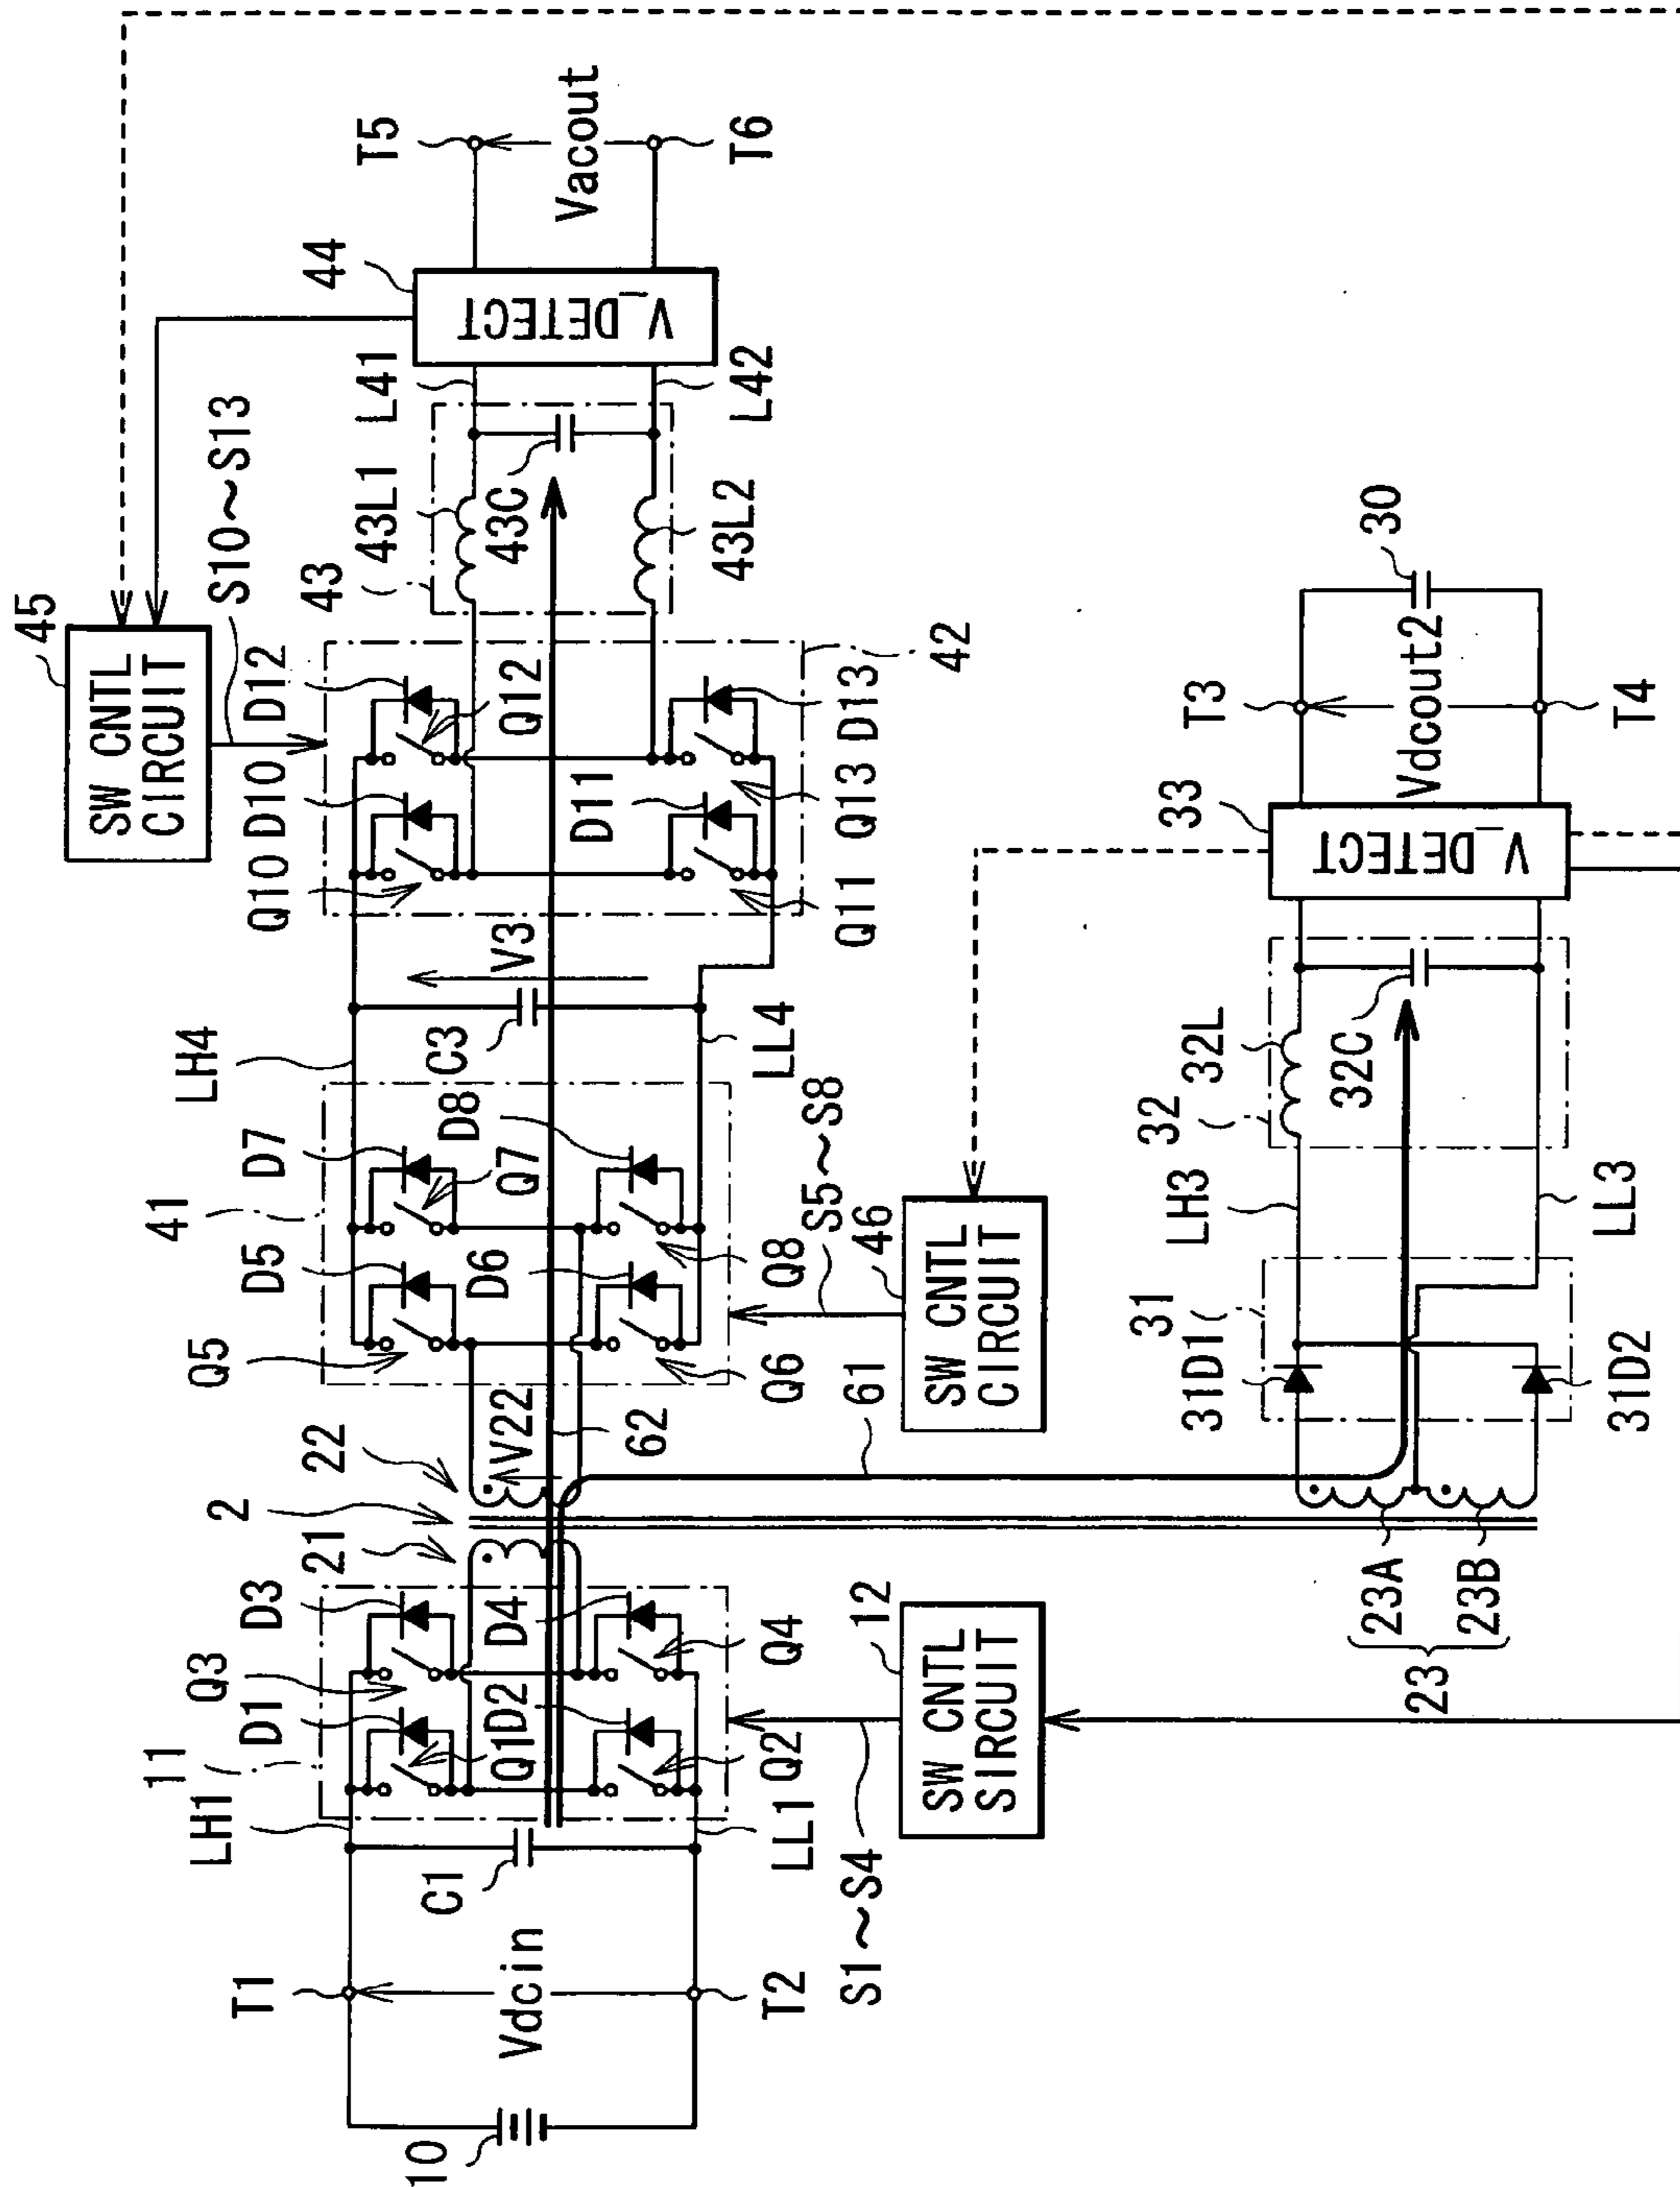 45
SW CNTL
CIRCUIT
S10~S13
44
V_DETECT
T5
Vacout
T6
L41
L42
43
43L1
43C
43L2
42
D12
Q12
D10
Q10
D11
D13
Q13
Q11
V3
C3
LH4
LL4
41
D7
D8
Q7
D5
D6
Q5
Q8
Q6
S5~S8
46
SW CNTL
CIRCUIT
22
V22
62
61
2
21
11
D3
D4
Q3
D1
Q1
D2
Q4
Q2
LH1
LL1
C1
12
SW CNTL
SIRCUIT
S1~S4
T1
Vdcin
T2
10
23A
23B
23
31
31D1
31D2
LH3
LL3
32
32L
32C
33
V_DETECT
T3
Vdcout2
T4
30